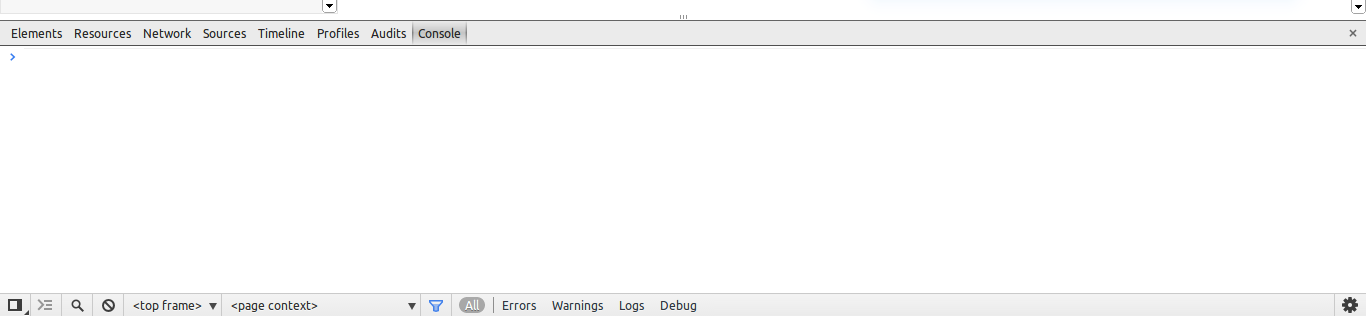 Elements Resources Network Sources Timeline Profiles Audits Console
<top frame> <page context> All Errors Warnings Logs Debug